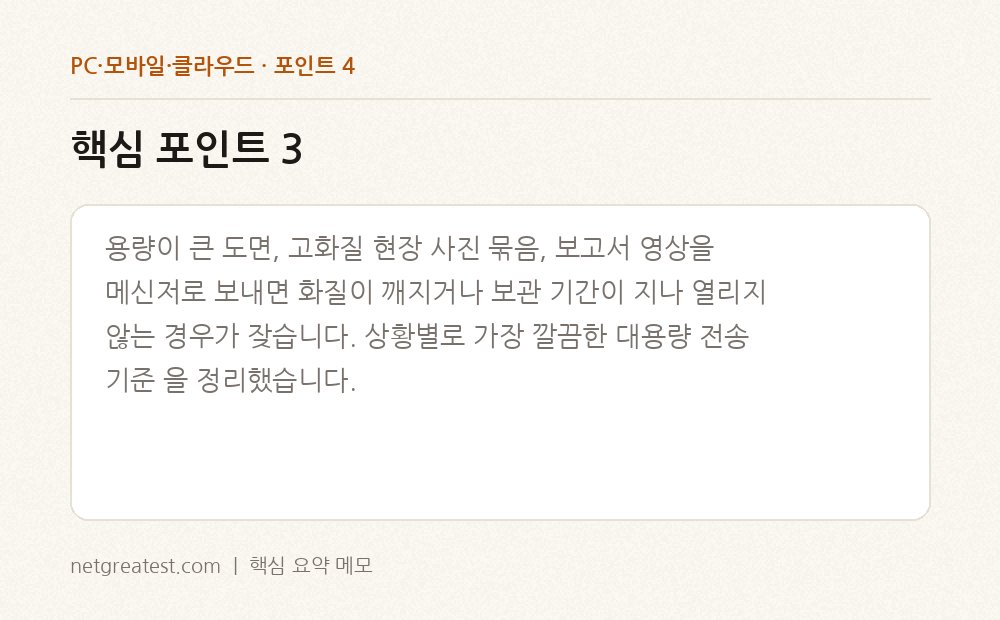 PC·모바일·클라우드 · 포인트 4
핵심 포인트 3
용량이 큰 도면, 고화질 현장 사진 묶음, 보고서 영상을
메신저로 보내면 화질이 깨지거나 보관 기간이 지나 열리지
않는 경우가 잦습니다. 상황별로 가장 깔끔한 대용량 전송
기준 을 정리했습니다.
netgreatest.com | 핵심 요약 메모